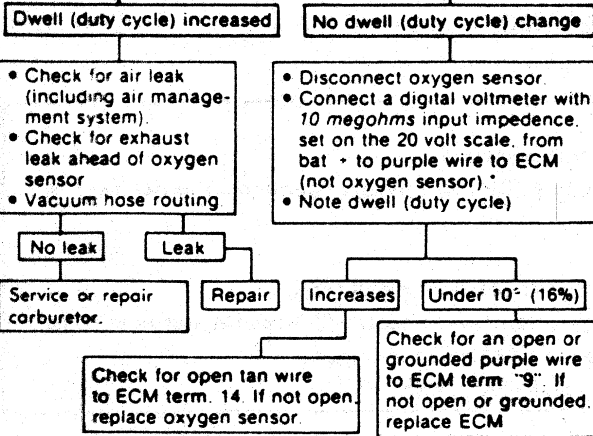 Dwell (duty cycle) increased
No dwell (duty cycle) change
• Check for air leak
(including air manage-
ment system).
• Check for exhaust
leak ahead of oxygen
sensor
• Vacuum hose routing
• Disconnect oxygen sensor.
• Connect a digital voltmeter with
10 megohms input impedence,
set on the 20 volt scale, from
bat + to purple wire to ECM
(not oxygen sensor).*
• Note dwell (duty cycle)
No leak
Leak
Service or repair
carburetor.
Repair
Increases
Under 10° (16%)
Check for open tan wire
to ECM term. 14. If not open,
replace oxygen sensor.
Check for an open or
grounded purple wire
to ECM term "9". If
not open or grounded,
replace ECM